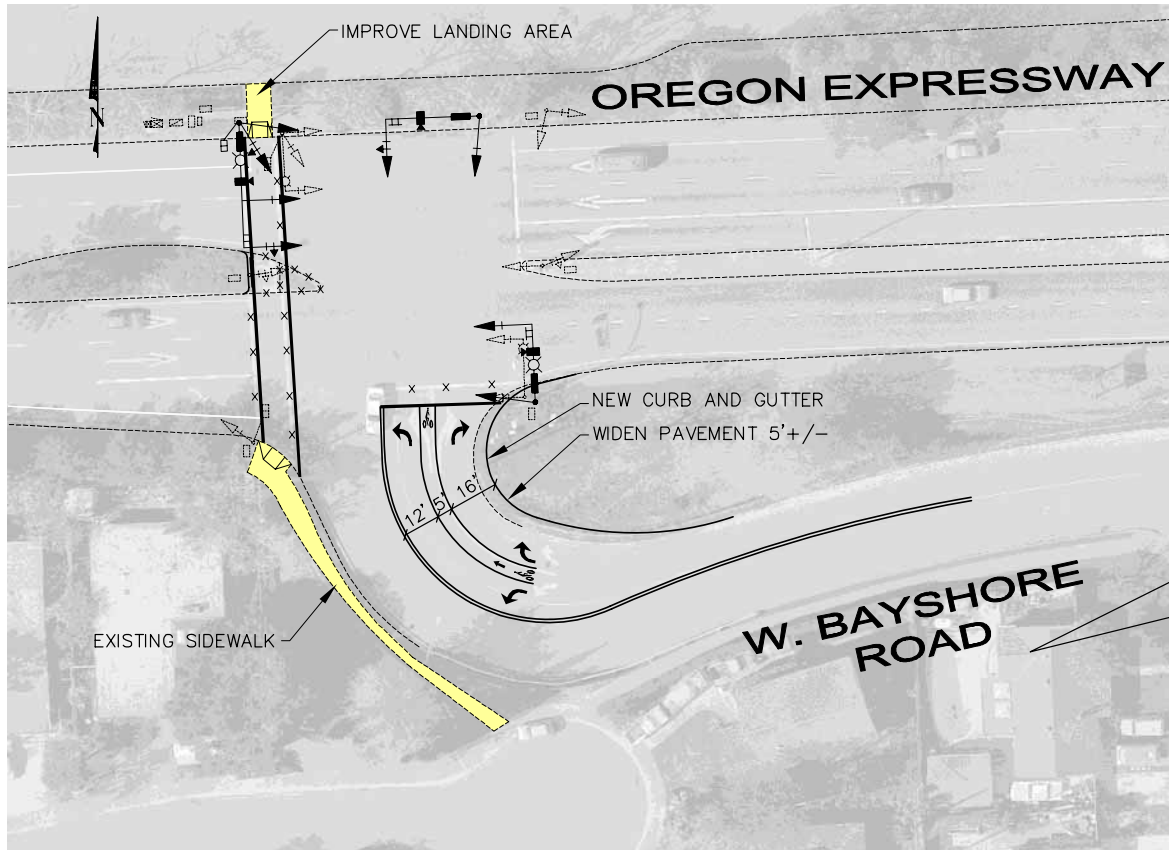 IMPROVE LANDING AREA
OREGON EXPRESSWAY
N
NEW CURB AND GUTTER
WIDEN PAVEMENT 5'+/-
12' 5' 16'
EXISTING SIDEWALK
W. BAYSHORE
ROAD